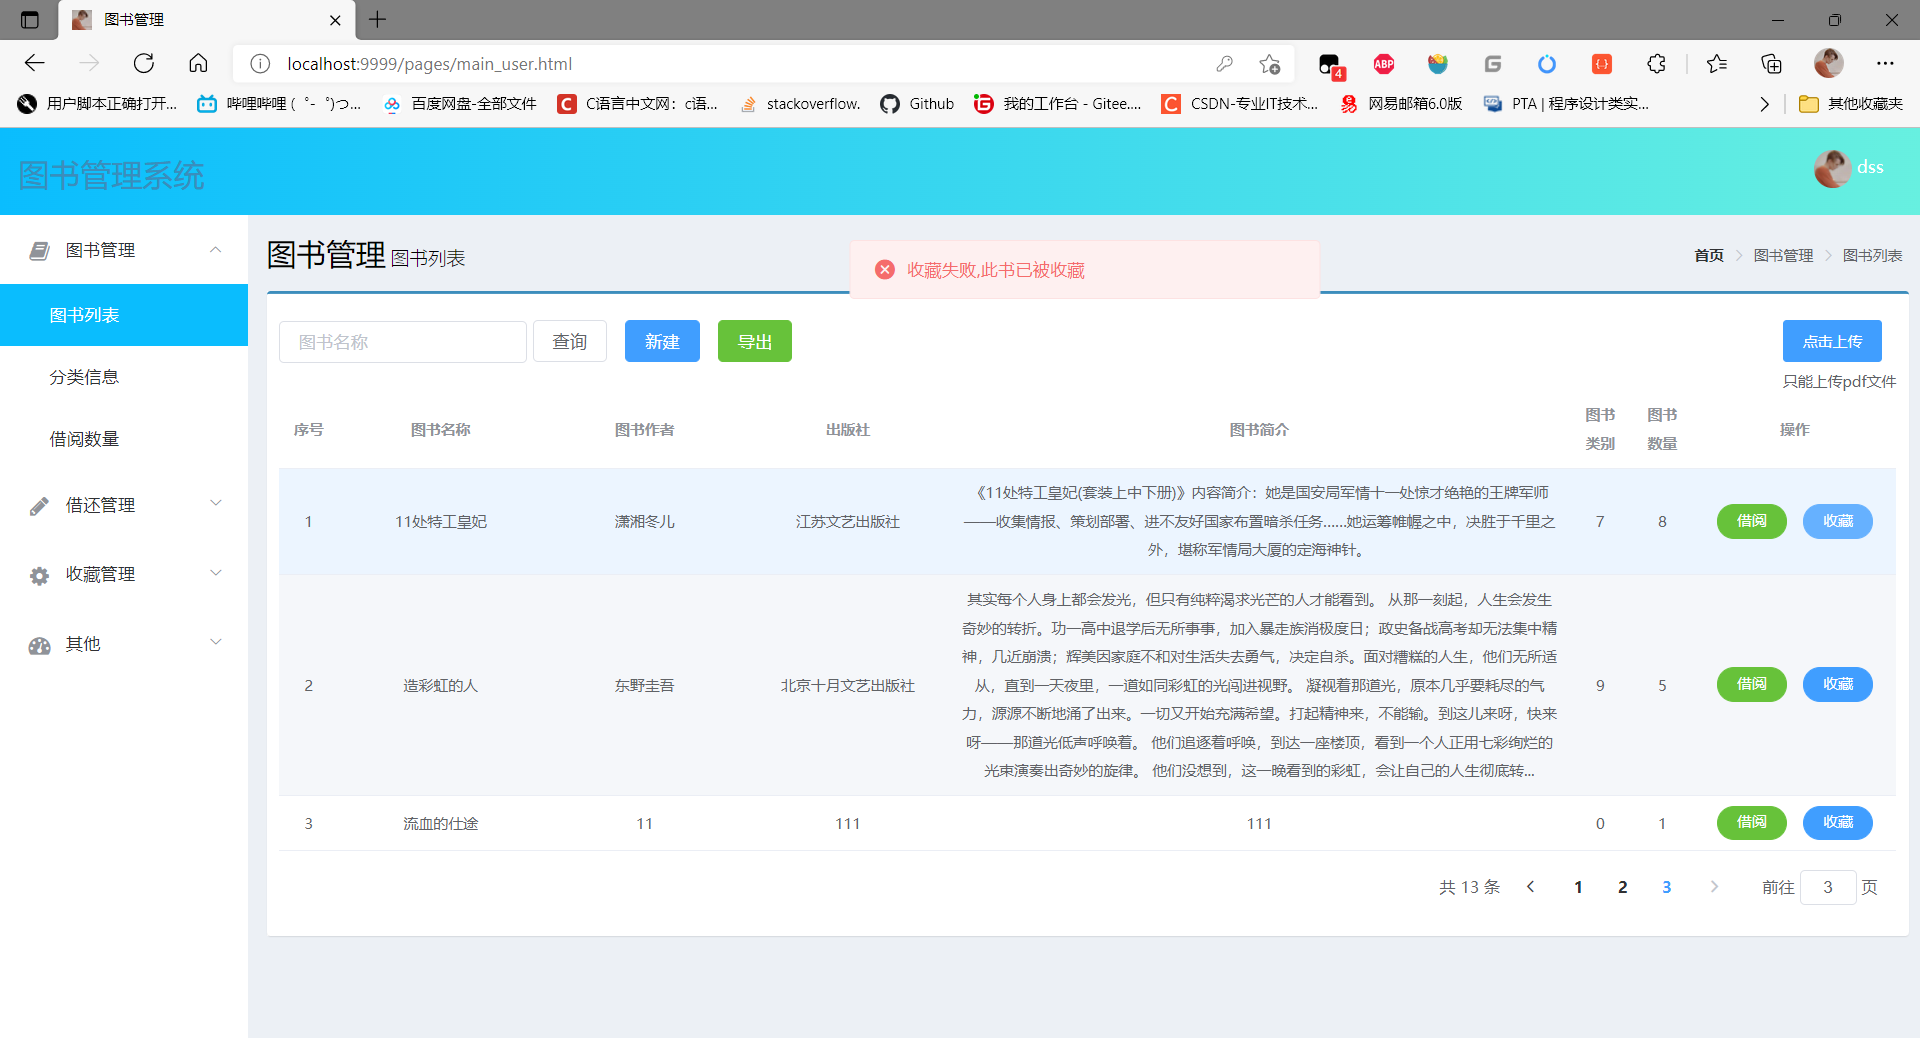 图书管理
localhost:9999/pages/main_user.html
4
ABP
用户脚本正确打开...
哔哩哔哩 (゜-゜)つ...
百度网盘-全部文件
C语言中文网：c语...
stackoverflow.
Github
我的工作台 - Gitee....
CSDN-专业IT技术...
网易邮箱6.0版
PTA | 程序设计类实...
其他收藏夹
图书管理系统
dss
图书管理
图书列表
分类信息
借阅数量
借还管理
收藏管理
其他
图书管理 图书列表
收藏失败,此书已被收藏
首页 > 图书管理 > 图书列表
图书名称 查询 新建 导出
点击上传
只能上传pdf文件
序号 图书名称 图书作者 出版社 图书简介 图书类别 图书数量 操作
1 11处特工皇妃 潇湘冬儿 江苏文艺出版社
《11处特工皇妃(套装上中下册)》内容简介：她是国安局军情十一处惊才绝艳的王牌军师
——收集情报、策划部署、进不友好国家布置暗杀任务......她运筹帷幄之中，决胜于千里之
外，堪称军情局大厦的定海神针。
7 8 借阅 收藏
2 造彩虹的人 东野圭吾 北京十月文艺出版社
其实每个人身上都会发光，但只有纯粹渴求光芒的人才能看到。 从那一刻起，人生会发生
奇妙的转折。功一高中退学后无所事事，加入暴走族消极度日；政史备战高考却无法集中精
神，几近崩溃；辉美因家庭不和对生活失去勇气，决定自杀。面对糟糕的人生，他们无所适
从，直到一天夜里，一道如同彩虹的光闯进视野。 凝视着那道光，原本几乎要耗尽的气
力，源源不断地涌了出来。一切又开始充满希望。打起精神来，不能输。到这儿来呀，快来
呀——那道光低声呼唤着。 他们追逐着呼唤，到达一座楼顶，看到一个人正用七彩绚烂的
光束演奏出奇妙的旋律。 他们没想到，这一晚看到的彩虹，会让自己的人生彻底转...
9 5 借阅 收藏
3 流血的仕途 11 111 111 0 1 借阅 收藏
共 13 条 1 2 3 前往 3 页